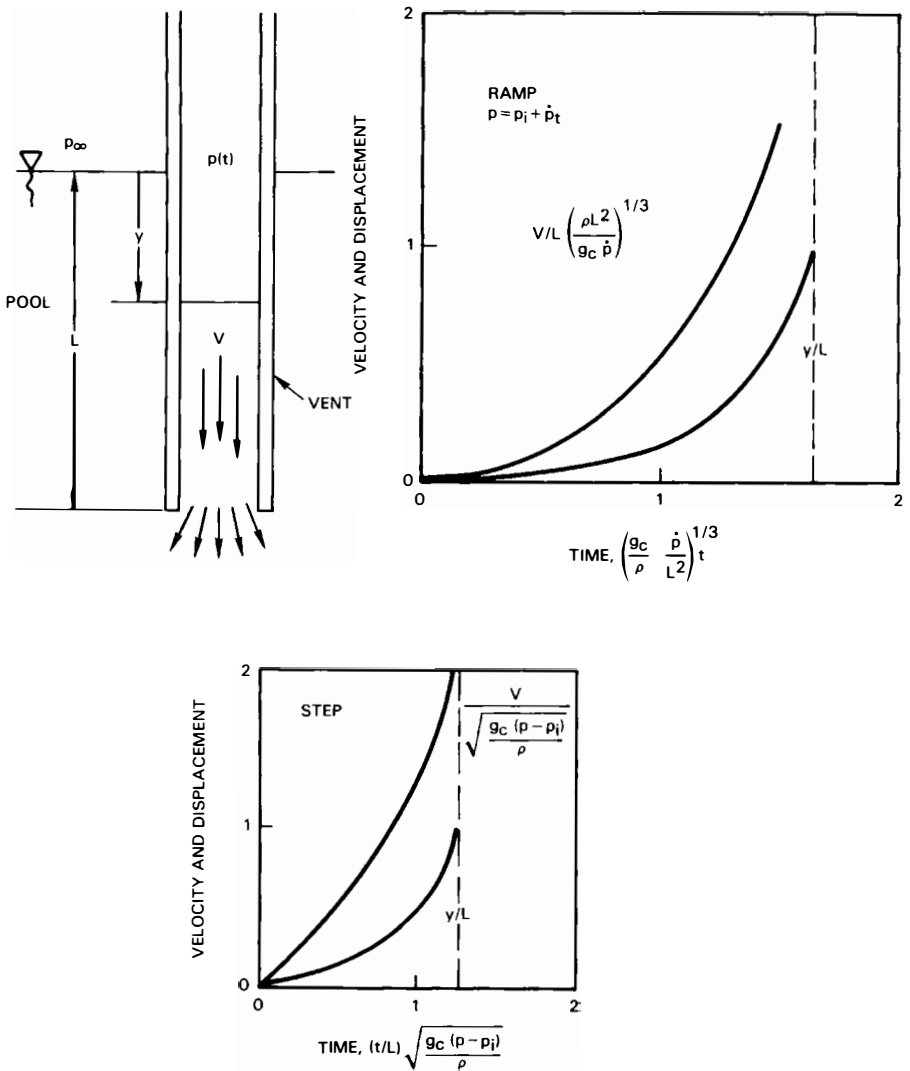 p∞
p(t)
y
POOL
L
V
VENT
VELOCITY AND DISPLACEMENT
2
1
0
RAMP
p = pi + ṗt
V/L (ρL² / gc ṗ)^1/3
y/L
0 1 2
TIME, (gc/ρ ṗ/L²)^1/3 t
VELOCITY AND DISPLACEMENT
2
1
0
STEP
V / √(gc (p – pi) / ρ)
y/L
0 1 2
TIME, (t/L) √(gc (p – pi) / ρ)